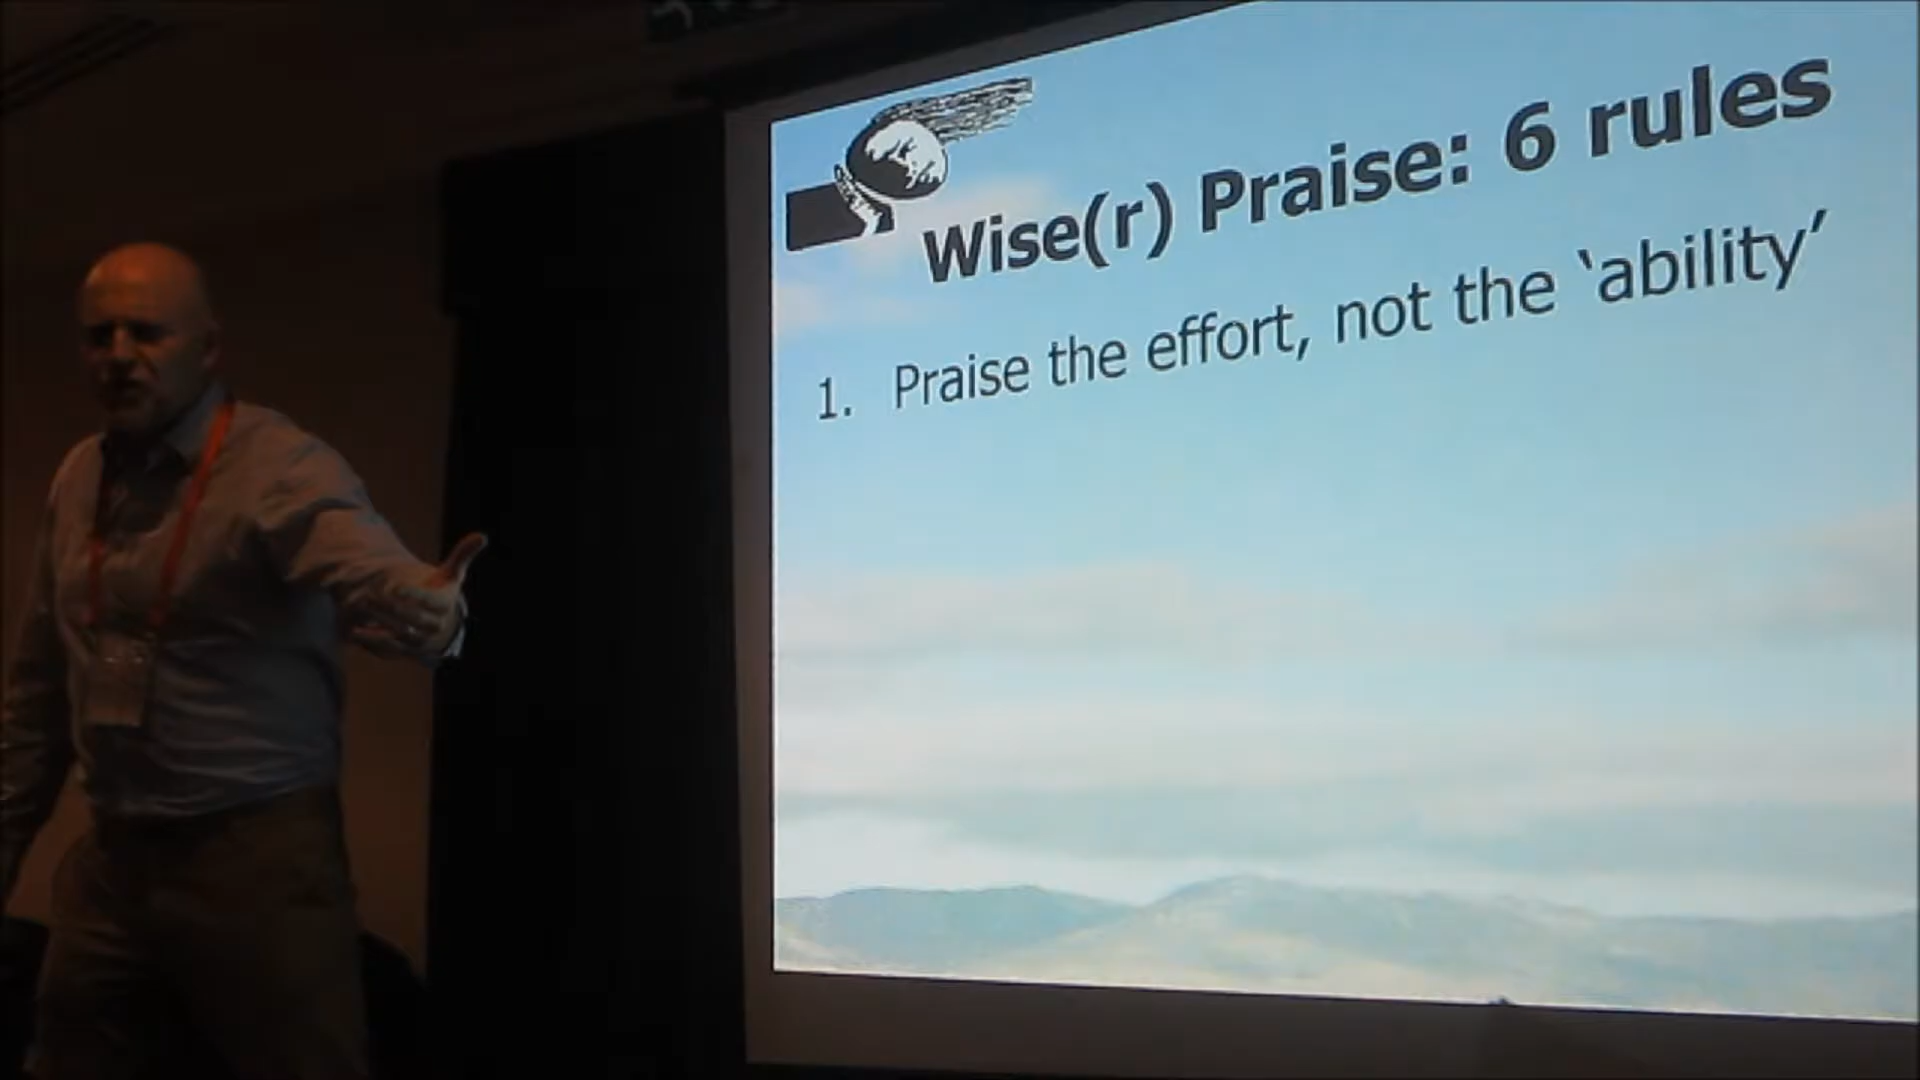 Wise(r) Praise: 6 rules
1. Praise the effort, not the ‘ability’